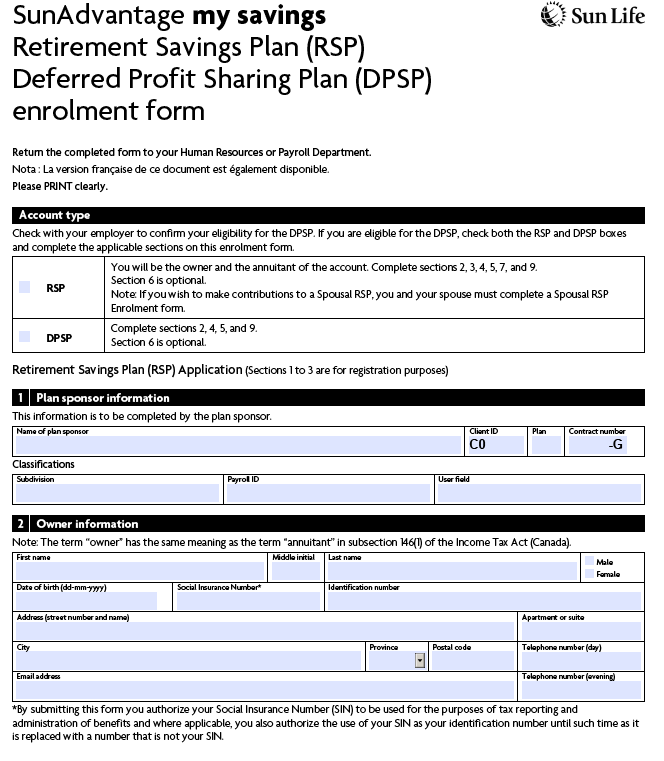 SunAdvantage my savings
Sun Life
Retirement Savings Plan (RSP)
Deferred Profit Sharing Plan (DPSP)
enrolment form
Return the completed form to your Human Resources or Payroll Department.
Nota : La version française de ce document est également disponible.
Please PRINT clearly.
Account type
Check with your employer to confirm your eligibility for the DPSP. If you are eligible for the DPSP, check both the RSP and DPSP boxes
and complete the applicable sections on this enrolment form.
RSP
You will be the owner and the annuitant of the account. Complete sections 2, 3, 4, 5, 7, and 9.
Section 6 is optional.
Note: If you wish to make contributions to a Spousal RSP, you and your spouse must complete a Spousal RSP
Enrolment form.
DPSP
Complete sections 2, 4, 5, and 9.
Section 6 is optional.
Retirement Savings Plan (RSP) Application (Sections 1 to 3 are for registration purposes)
1 Plan sponsor information
This information is to be completed by the plan sponsor.
Name of plan sponsor Client ID Plan Contract number
C0 -G
Classifications
Subdivision Payroll ID User field
2 Owner information
Note: The term “owner” has the same meaning as the term “annuitant” in subsection 146(1) of the Income Tax Act (Canada).
First name Middle initial Last name Male
Female
Date of birth (dd-mm-yyyy) Social Insurance Number* Identification number
Address (street number and name) Apartment or suite
City Province Postal code Telephone number (day)
Email address Telephone number (evening)
*By submitting this form you authorize your Social Insurance Number (SIN) to be used for the purposes of tax reporting and
administration of benefits and where applicable, you also authorize the use of your SIN as your identification number until such time as it
is replaced with a number that is not your SIN.